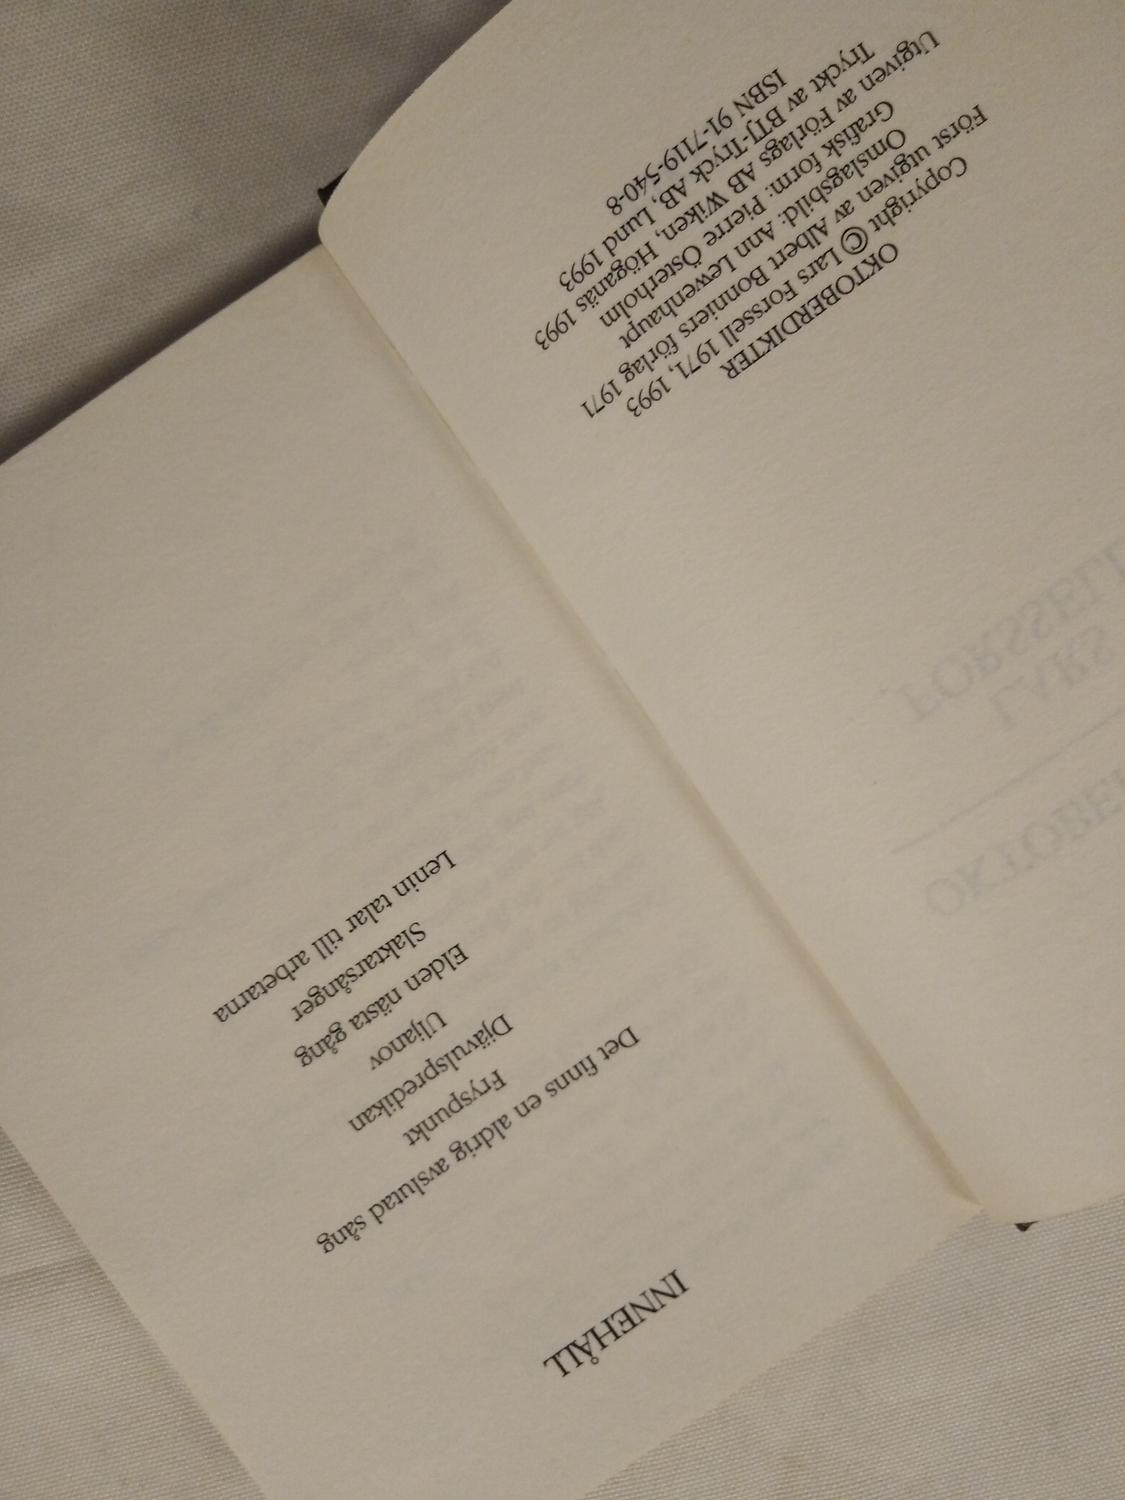 OKTOBERDIKTER
Copyright © Lars Forssell 1971, 1993
Först utgiven av Albert Bonniers förlag 1971
Omslagsbild: Ann Lewenhaupt
Grafisk form: Pierre Österholm
Utgiven av Förlags AB Wiken, Höganäs 1993
Tryckt av BTJ-Tryck AB, Lund 1993
ISBN 91-7119-540-8
INNEHÅLL
Det finns en aldrig avslutad sång
Fryspunkt
Djävulspredikan
Uljanov
Elden nästa gång
Slaktarsånger
Lenin talar till arbetarna